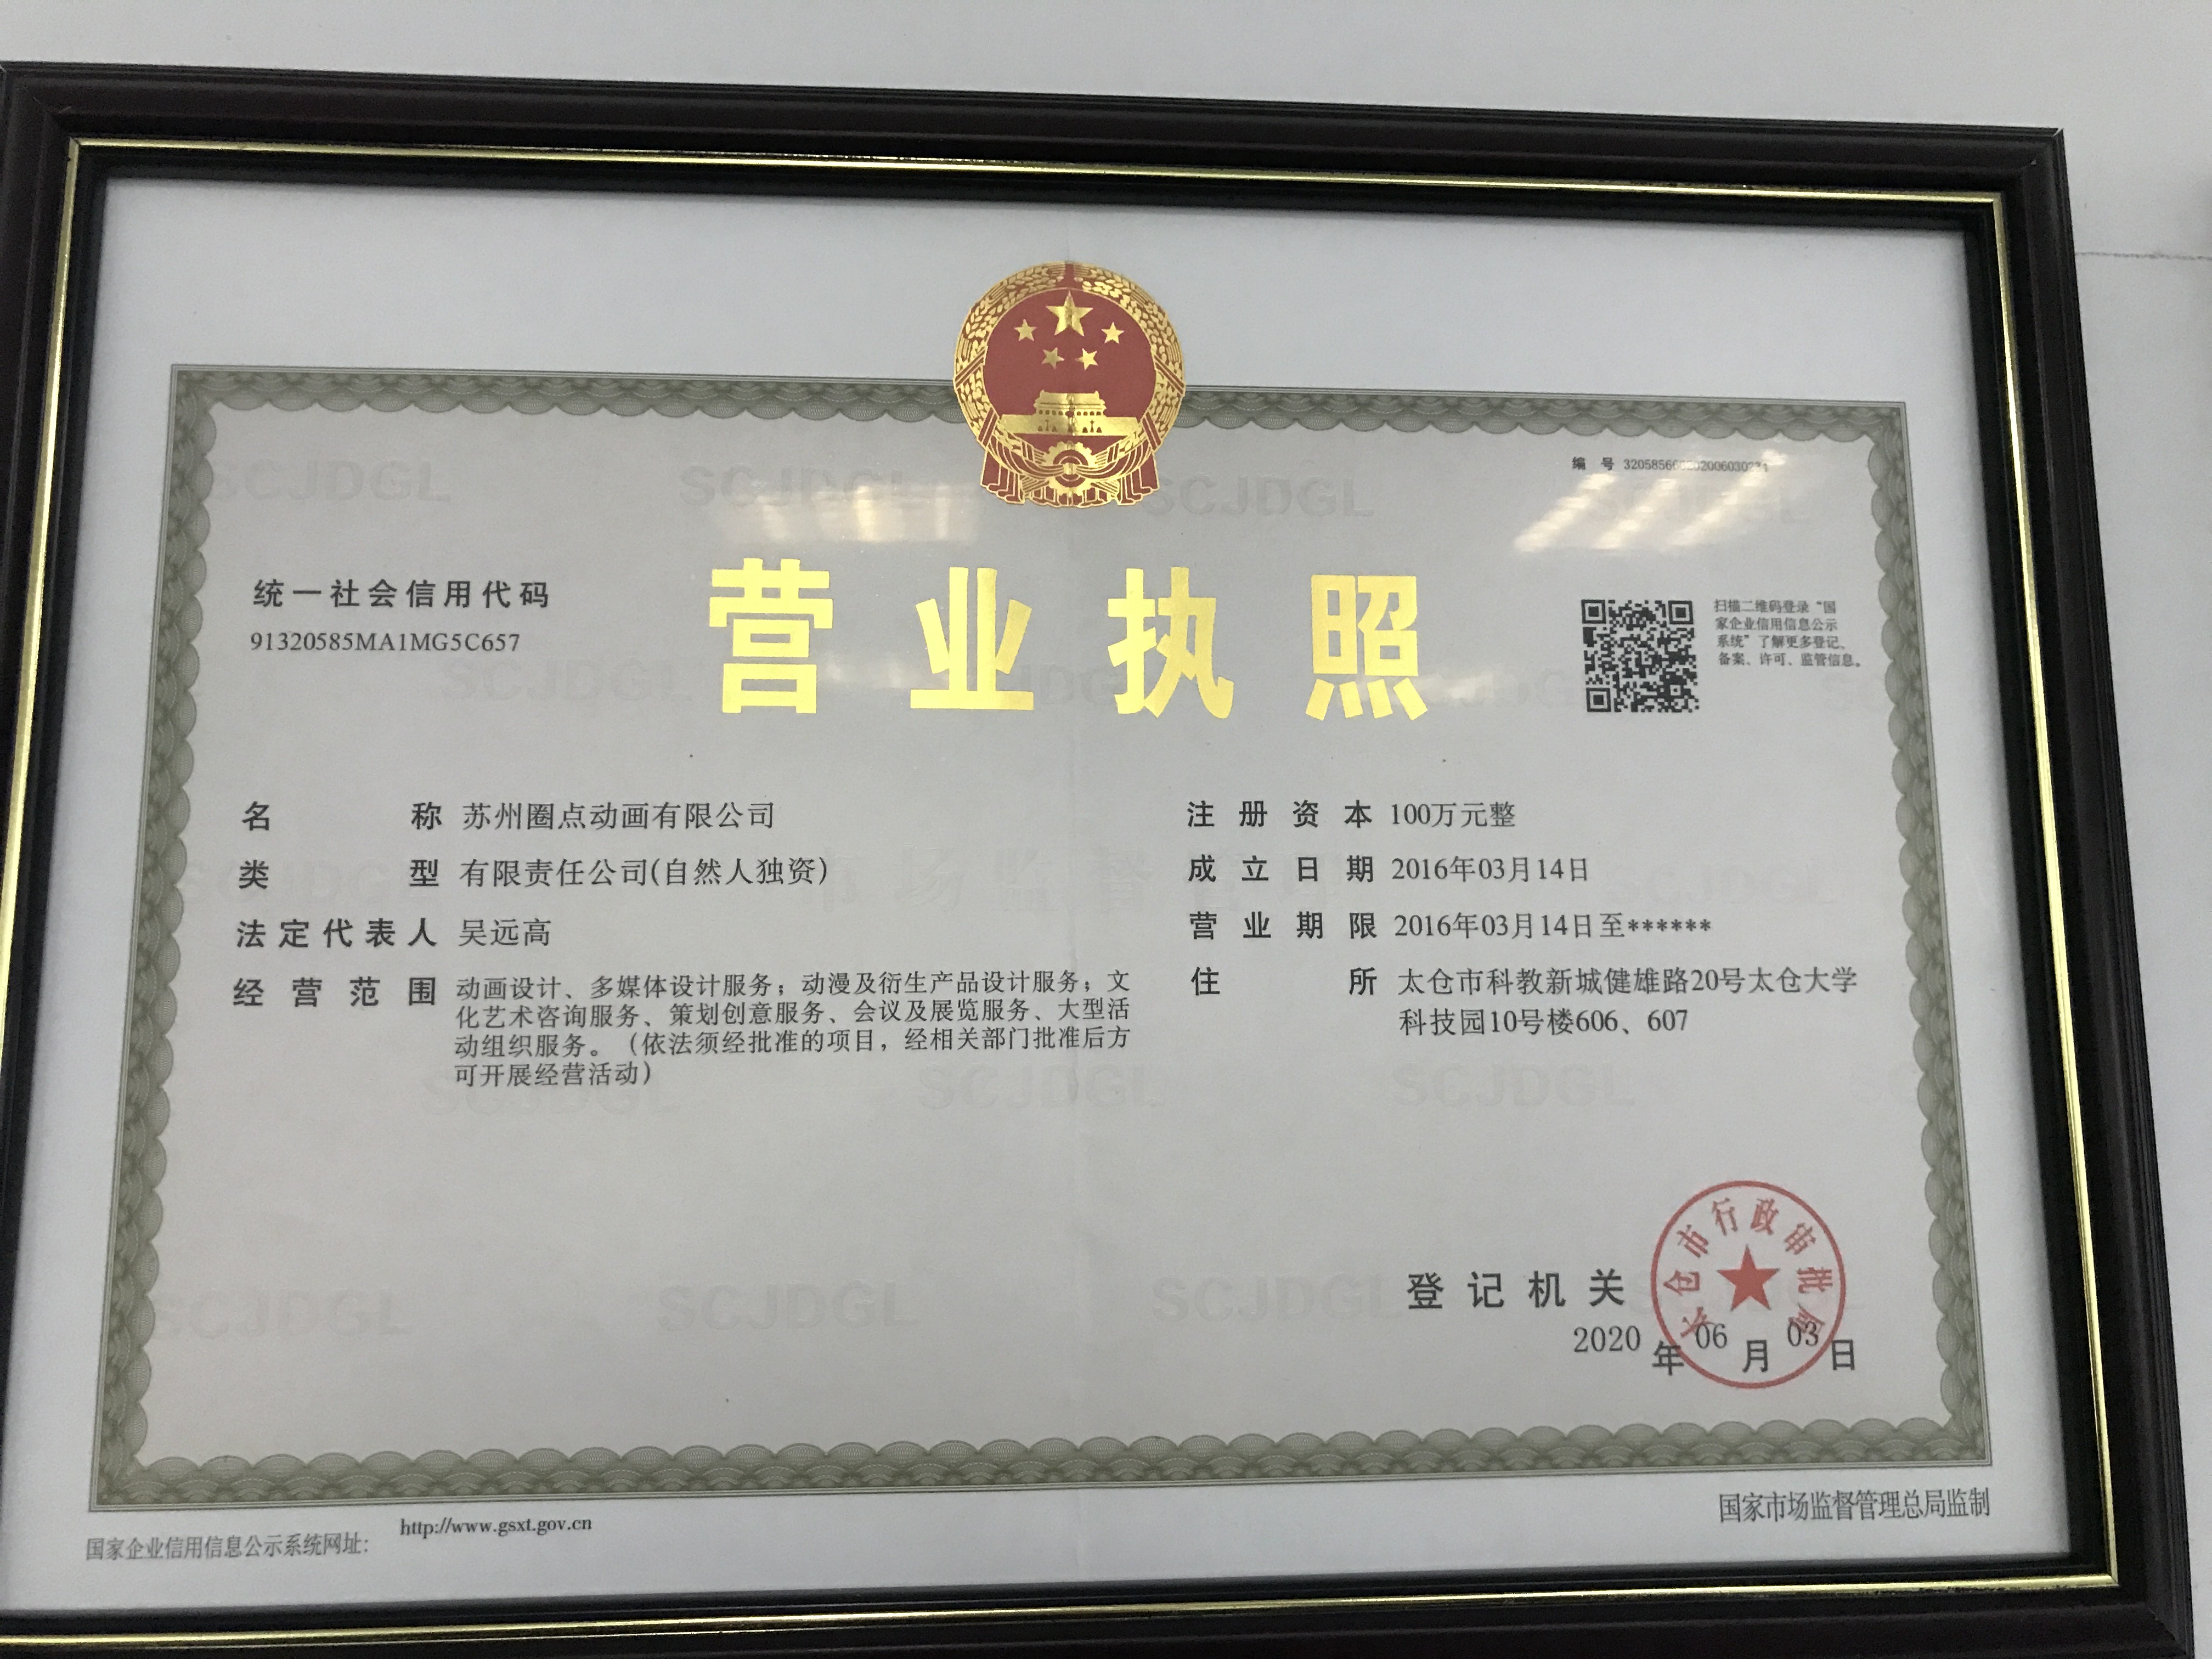 编 号
统一社会信用代码
91320585MA1MG5C657
营业执照
扫描二维码登录“国
家企业信用信息公示
系统”了解更多登记、
备案、许可、监管信息。
名 称 苏州圈点动画有限公司
类 型 有限责任公司(自然人独资)
法定代表人 吴远高
经营范围 动画设计、多媒体设计服务；动漫及衍生产品设计服务；文
化艺术咨询服务、策划创意服务、会议及展览服务、大型活
动组织服务。（依法须经批准的项目，经相关部门批准后方
可开展经营活动）
注册资本 100万元整
成立日期 2016年03月14日
营业期限 2016年03月14日至******
住 所 太仓市科教新城健雄路20号太仓大学
科技园10号楼606、607
登记机关
太仓市行政审批局
2020年06月03日
国家企业信用信息公示系统网址： http://www.gsxt.gov.cn
国家市场监督管理总局监制
SCJDGL